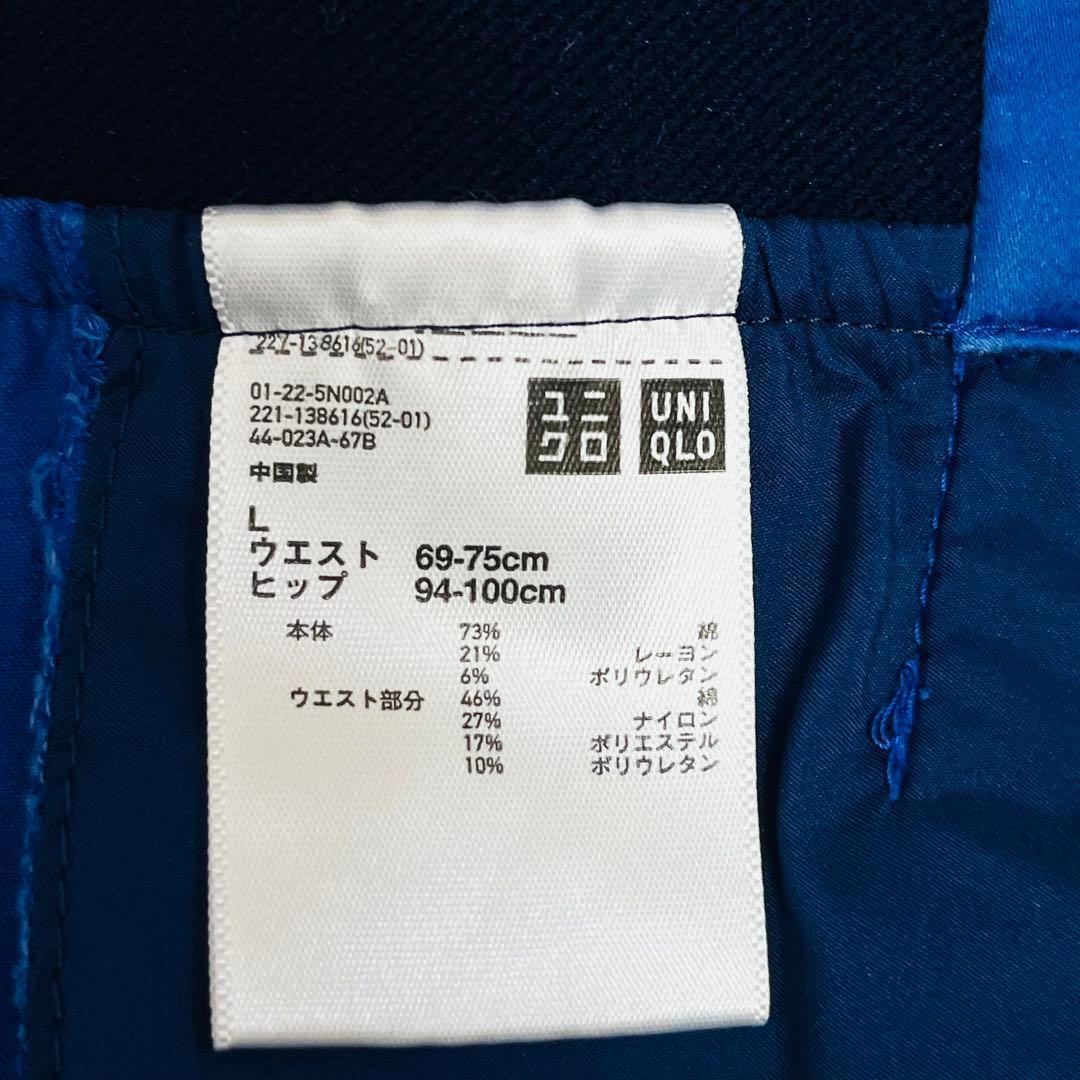 227-138616(52-01)
01-22-5N002A
221-138616(52-01)
44-023A-67B
中国製
ユニ
クロ
UNI
QLO
L
ウエスト 69-75cm
ヒップ 94-100cm
本体 73% 綿
21% レーヨン
6% ポリウレタン
ウエスト部分 46% 綿
27% ナイロン
17% ポリエステル
10% ポリウレタン